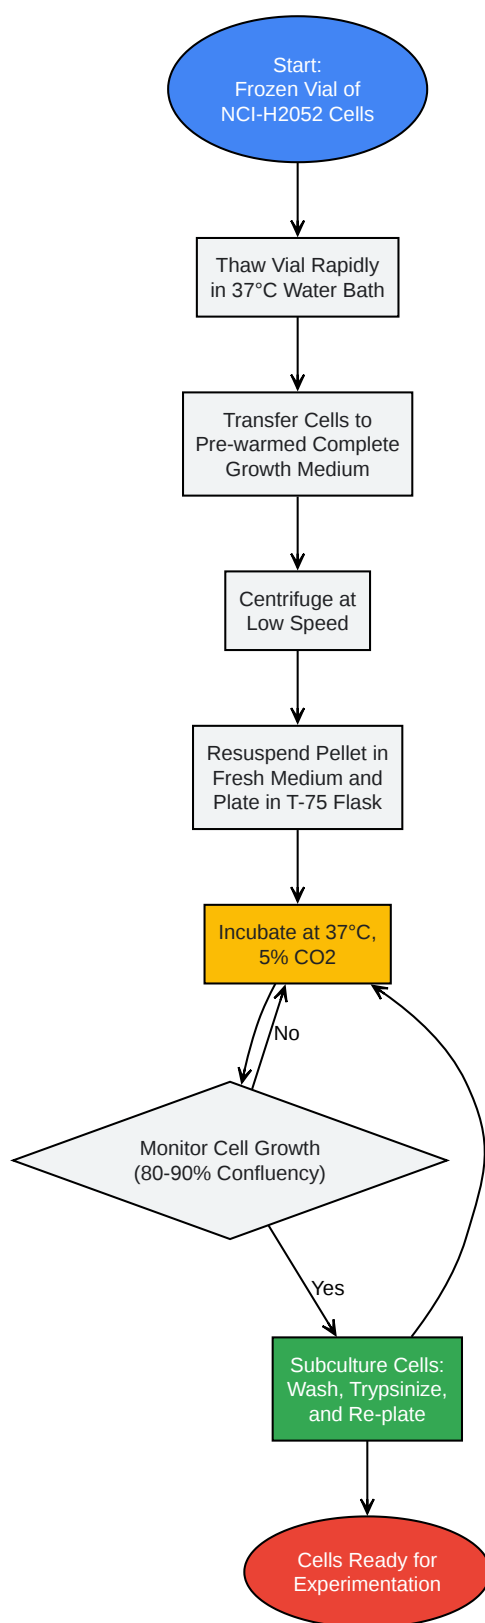 Start:
Frozen Vial of
NCI-H2052 Cells
Thaw Vial Rapidly
in 37°C Water Bath
Transfer Cells to
Pre-warmed Complete
Growth Medium
Centrifuge at
Low Speed
Resuspend Pellet in
Fresh Medium and
Plate in T-75 Flask
Incubate at 37°C,
5% CO2
No
Monitor Cell Growth
(80-90% Confluency)
Yes
Subculture Cells:
Wash, Trypsinize,
and Re-plate
Cells Ready for
Experimentation